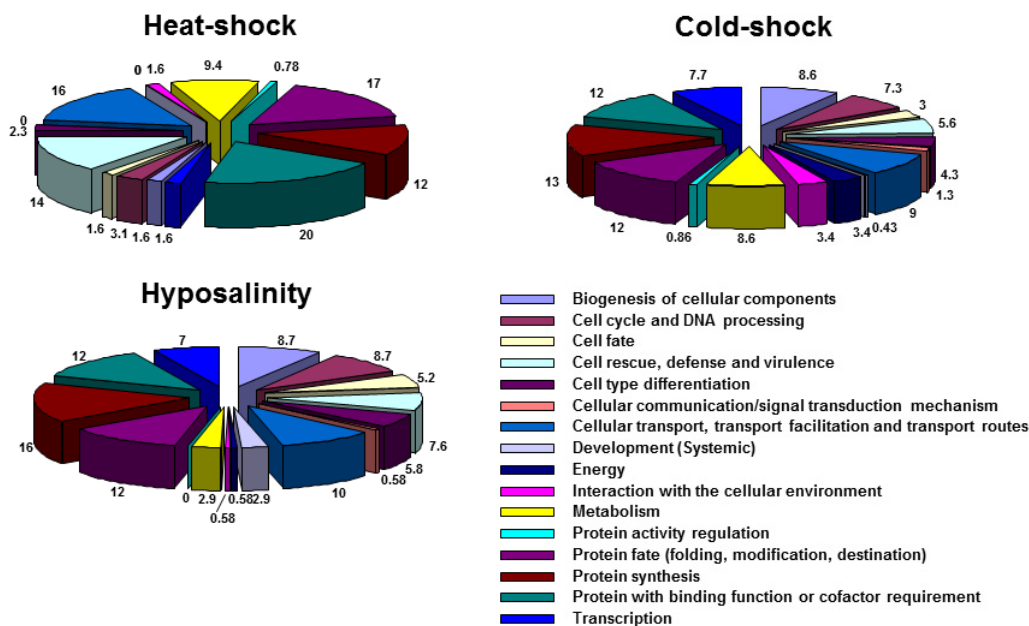 Heat-shock
Cold-shock
0 1.6 9.4 0.78
16 17
0
2.3
12
14
1.6 3.1 1.6 1.6
20
7.7 8.6
12 7.3
3
5.6
13 4.3
1.3
12 9
0.86 8.6 3.4 3.4 0.43
Hyposalinity
7 8.7
12 8.7
5.2
16 7.6
5.8
12 0.58
0 2.9 0.58 2.9 10
0.58
Biogenesis of cellular components
Cell cycle and DNA processing
Cell fate
Cell rescue, defense and virulence
Cell type differentiation
Cellular communication/signal transduction mechanism
Cellular transport, transport facilitation and transport routes
Development (Systemic)
Energy
Interaction with the cellular environment
Metabolism
Protein activity regulation
Protein fate (folding, modification, destination)
Protein synthesis
Protein with binding function or cofactor requirement
Transcription